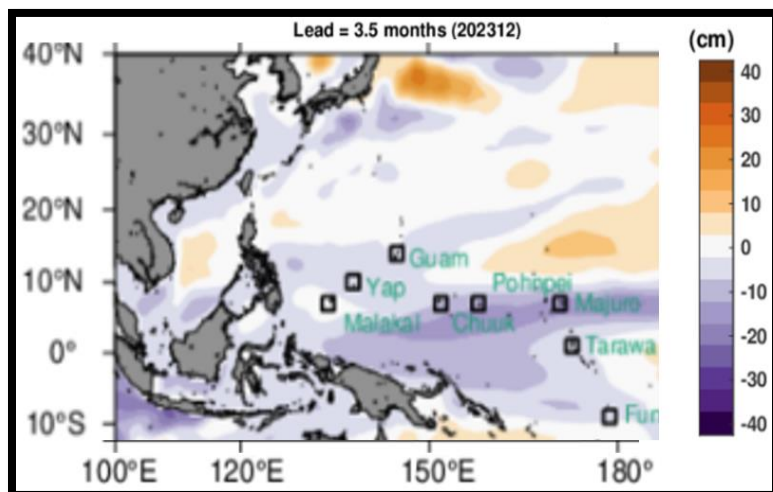 Lead = 3.5 months (202312)
(cm)
40°N
30°N
20°N
10°N
0°
10°S
100°E
120°E
150°E
180°
Guam
Yap
Malakal
Chuuk
Pohnpei
Majuro
Tarawa
Fun
40
30
20
10
0
-10
-20
-30
-40